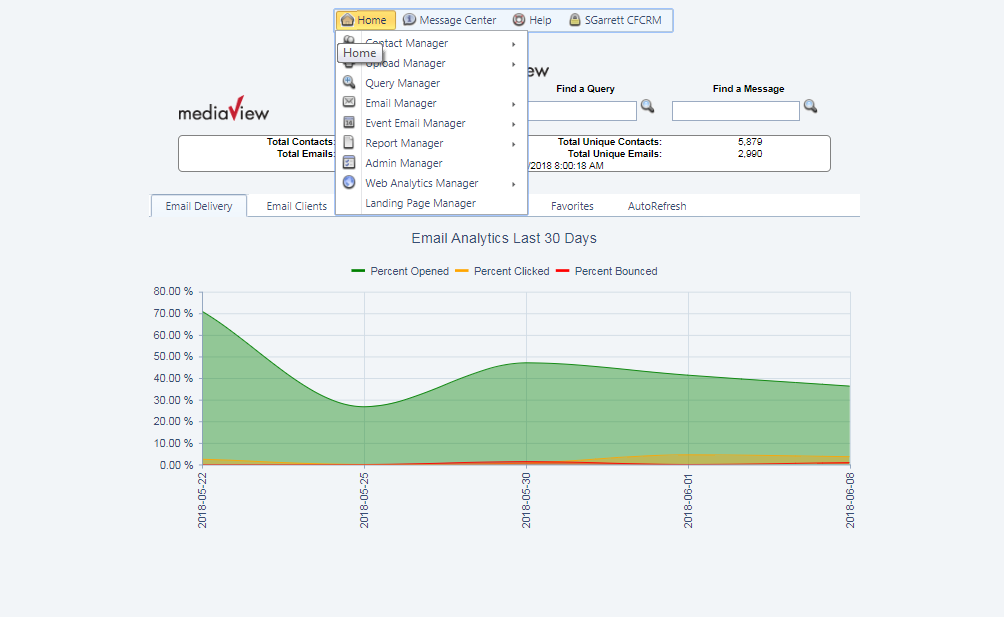 Home Message Center Help SGarrett CFCRM
Contact Manager
Home
Upload Manager
Query Manager
Email Manager
Event Email Manager
Report Manager
Admin Manager
Web Analytics Manager
Landing Page Manager
ew
Find a Query Find a Message
mediaView
Total Contacts: Total Unique Contacts: 5,879
Total Emails: Total Unique Emails: 2,990
/2018 8:00:18 AM
Email Delivery Email Clients Favorites AutoRefresh
Email Analytics Last 30 Days
Percent Opened Percent Clicked Percent Bounced
80.00 %
70.00 %
60.00 %
50.00 %
40.00 %
30.00 %
20.00 %
10.00 %
0.00 %
2018-05-22 2018-05-25 2018-05-30 2018-06-01 2018-06-08